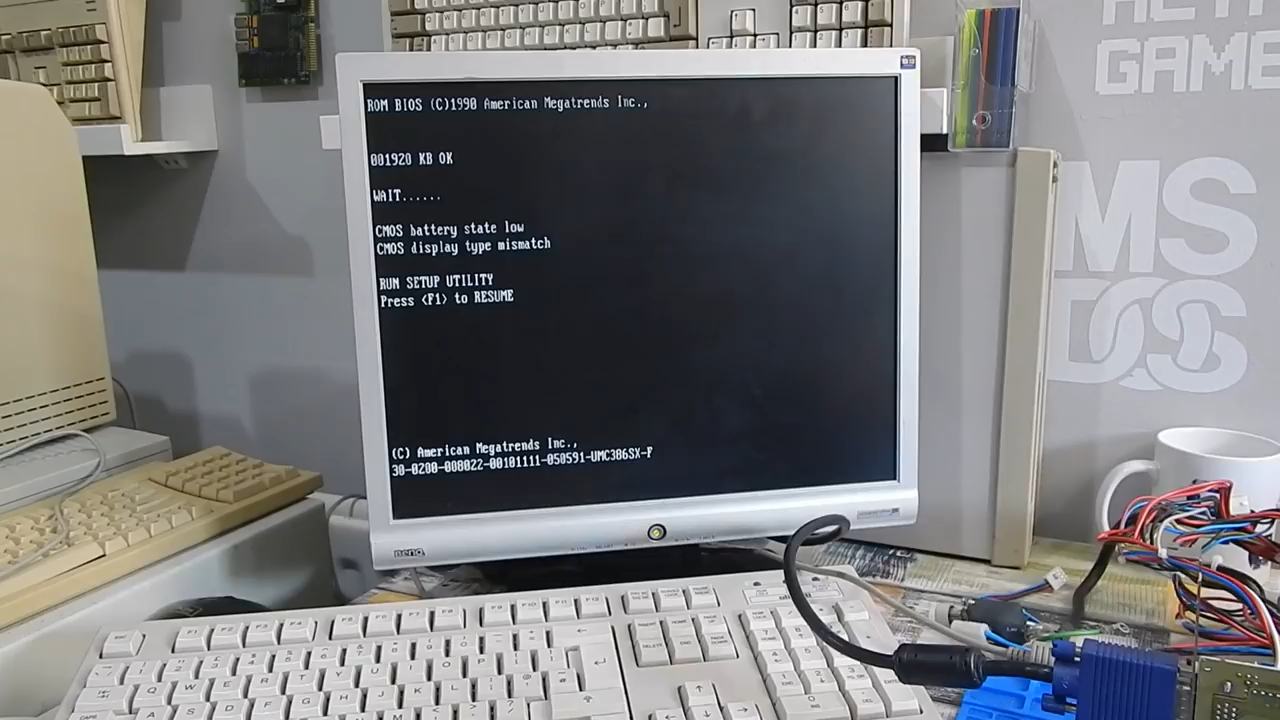 RETRO
GAME
MS
DOS
ROM BIOS (C)1990 American Megatrends Inc.,
001920 KB OK
WAIT......
CMOS battery state low
CMOS display type mismatch
RUN SETUP UTILITY
Press <F1> to RESUME
(C) American Megatrends Inc.,
30-0200-008022-00101111-050591-UMC386SX-F
BenQ